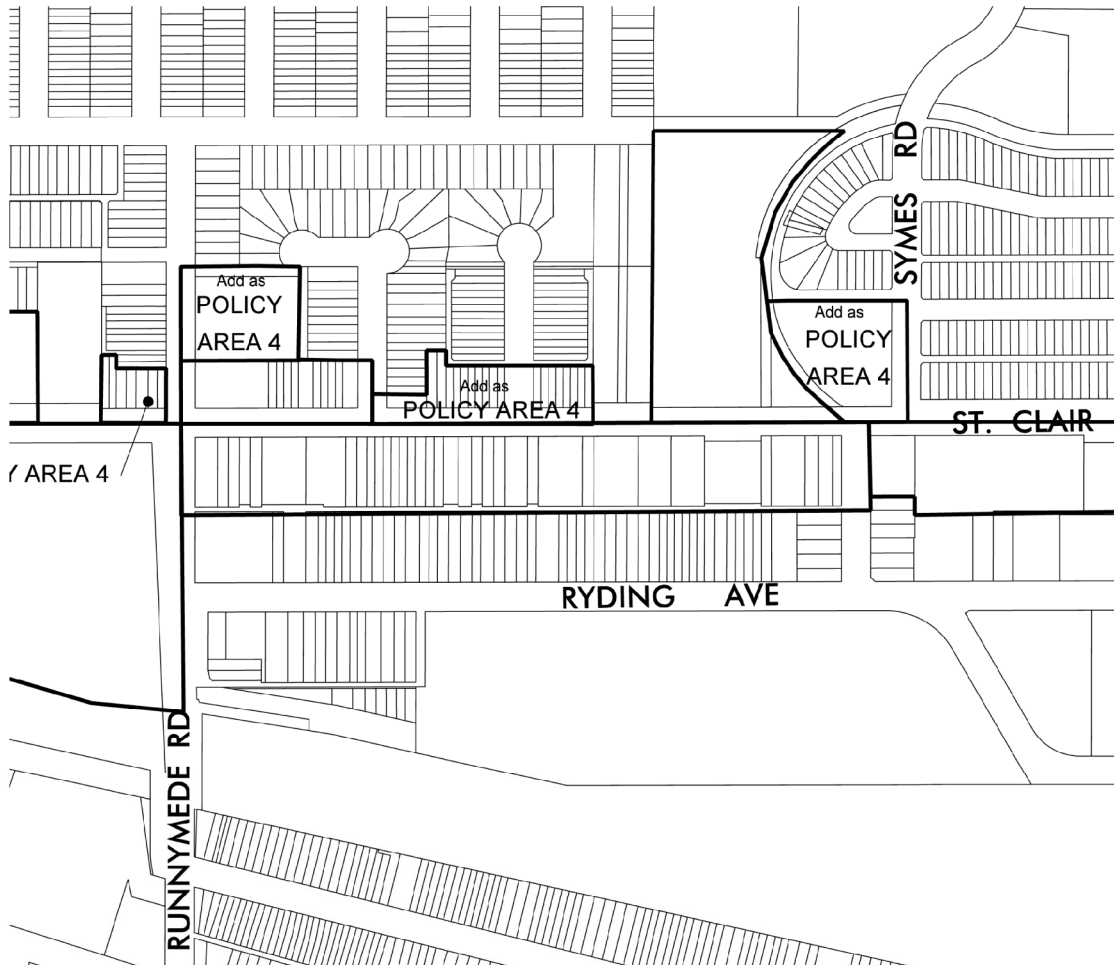 SYMES RD
Add as
POLICY
AREA 4
Add as
POLICY
AREA 4
Add as
POLICY AREA 4
ST. CLAIR
Y AREA 4
RYDING AVE
RUNNYMEDE RD